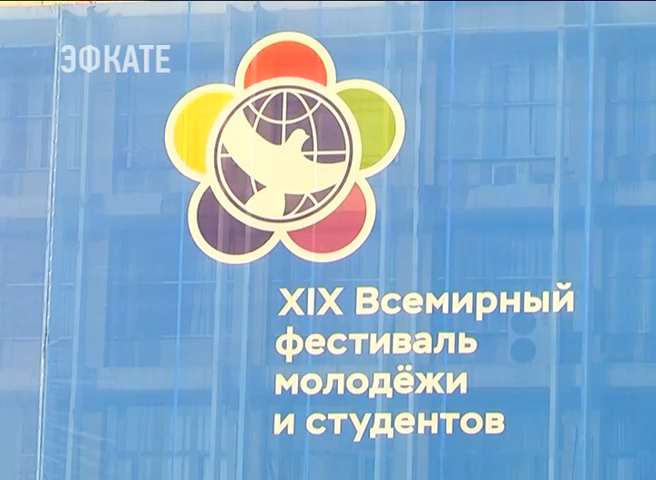 ЭФКАТЕ
XIX Всемирный
фестиваль
молодёжи
и студентов